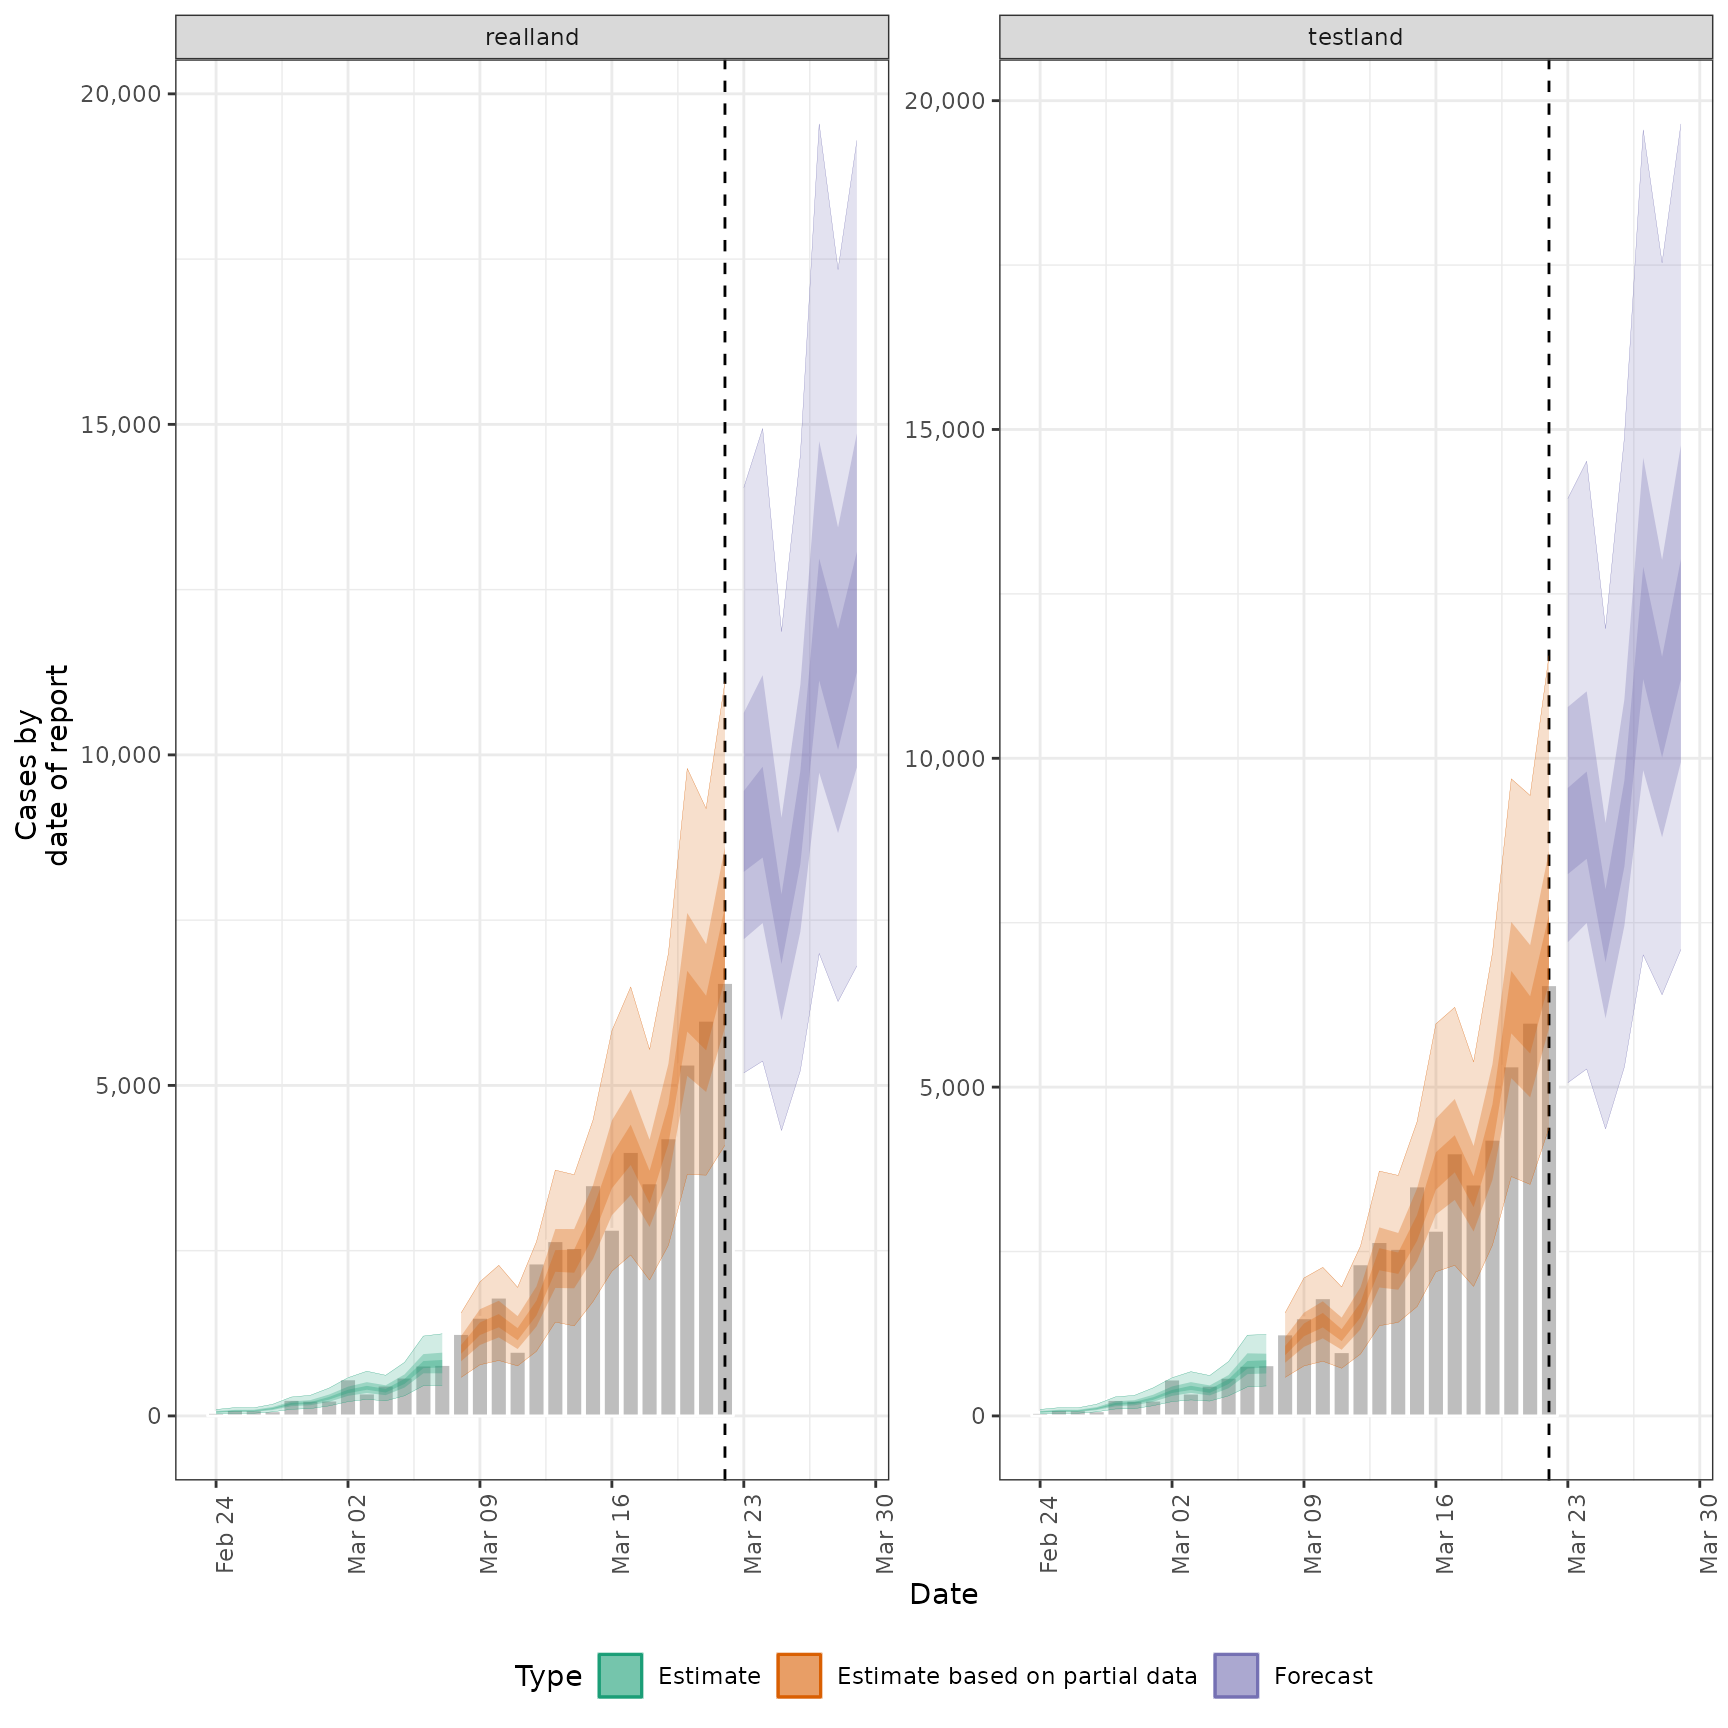 realland
testland
20,000
15,000
10,000
5,000
0
20,000
15,000
10,000
5,000
0
Cases by
date of report
Feb 24
Mar 02
Mar 09
Mar 16
Mar 23
Mar 30
Feb 24
Mar 02
Mar 09
Mar 16
Mar 23
Mar 30
Date
Type Estimate Estimate based on partial data Forecast